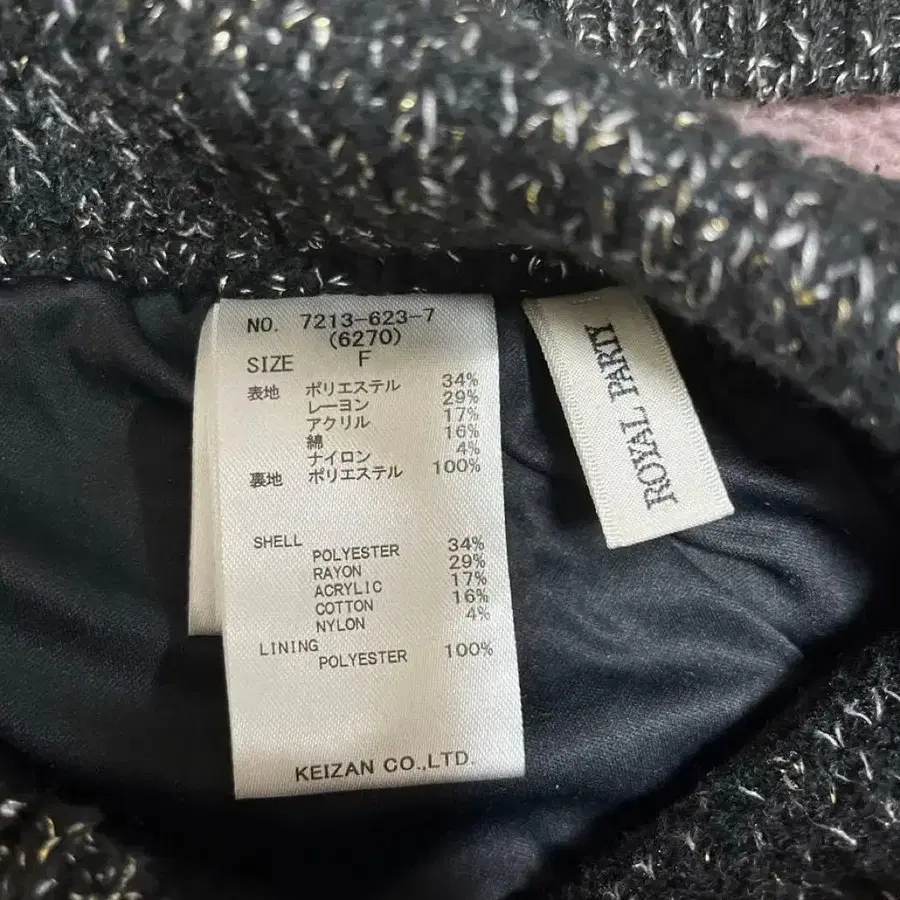 NO. 7213-623-7
(6270)
SIZE F
表地 ポリエステル 34%
レーヨン 29%
アクリル 17%
綿 16%
ナイロン 4%
裏地 ポリエステル 100%
SHELL
POLYESTER 34%
RAYON 29%
ACRYLIC 17%
COTTON 16%
NYLON 4%
LINING
POLYESTER 100%
KEIZAN CO.,LTD.
ROYAL PARTY